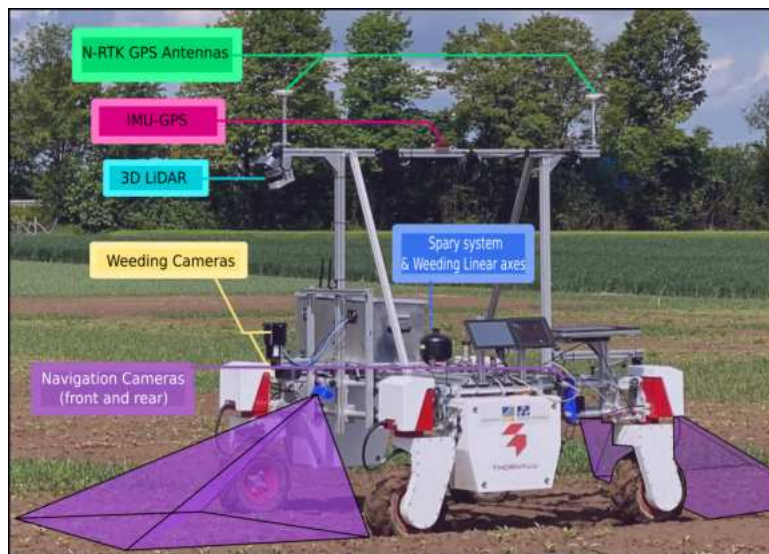 N-RTK GPS Antennas
IMU-GPS
3D LiDAR
Spary system
& Weeding Linear axes
Weeding Cameras
Navigation Cameras
(front and rear)
THORVALD